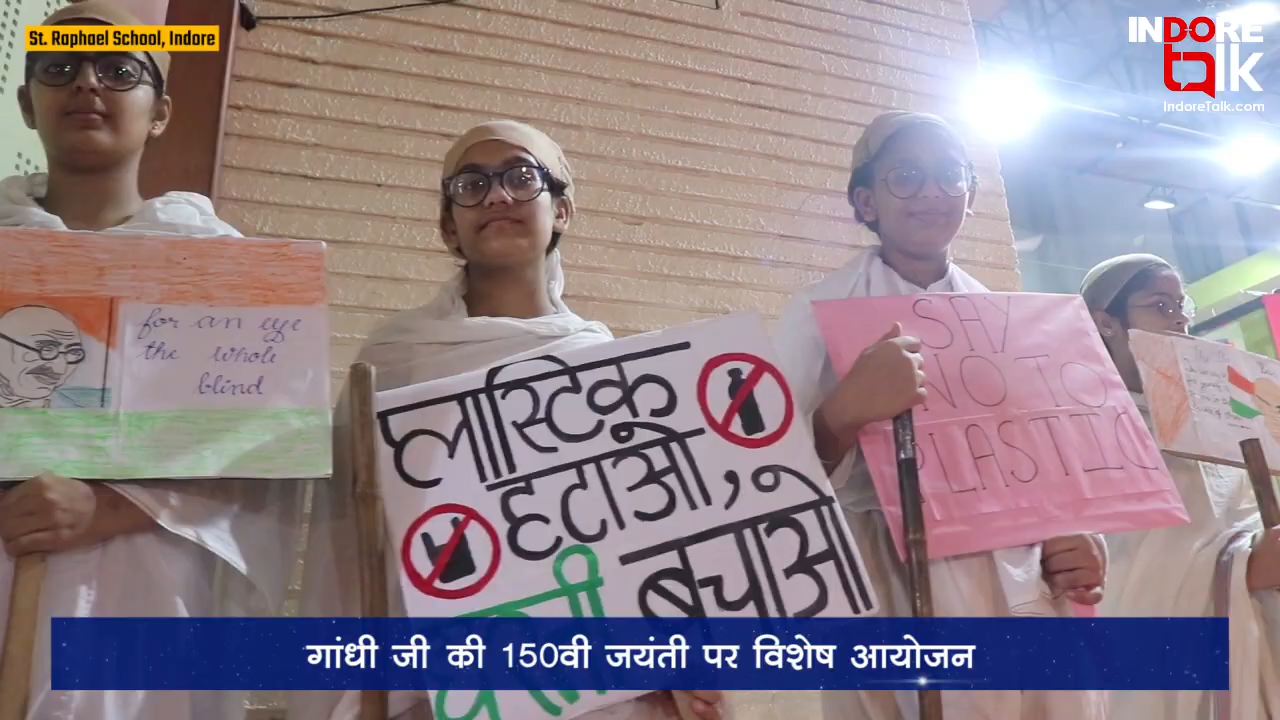 St. Raphael School, Indore
INDORE
talk
IndoreTalk.com
for an eye
the whole
blind
प्लास्टिक
हटाओ,
बचाओ
SAY
NO TO
PLASTIC
गांधी जी की 150वी जयंती पर विशेष आयोजन